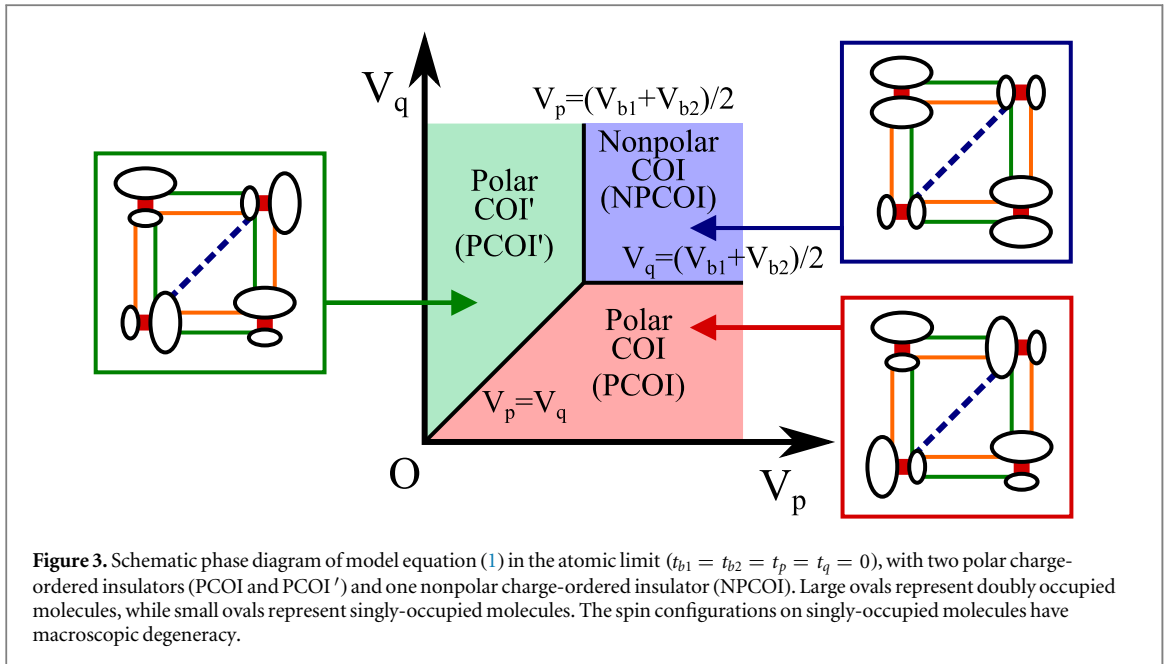 V_q
V_p=(V_b1+V_b2)/2
Nonpolar
COI
(NPCOI)
Polar
COI'
(PCOI')
V_q=(V_b1+V_b2)/2
Polar
COI
(PCOI)
V_p=V_q
O
V_p
Figure 3. Schematic phase diagram of model equation (1) in the atomic limit (t_b1 = t_b2 = t_p = t_q = 0), with two polar charge-
ordered insulators (PCOI and PCOI′) and one nonpolar charge-ordered insulator (NPCOI). Large ovals represent doubly occupied
molecules, while small ovals represent singly-occupied molecules. The spin configurations on singly-occupied molecules have
macroscopic degeneracy.